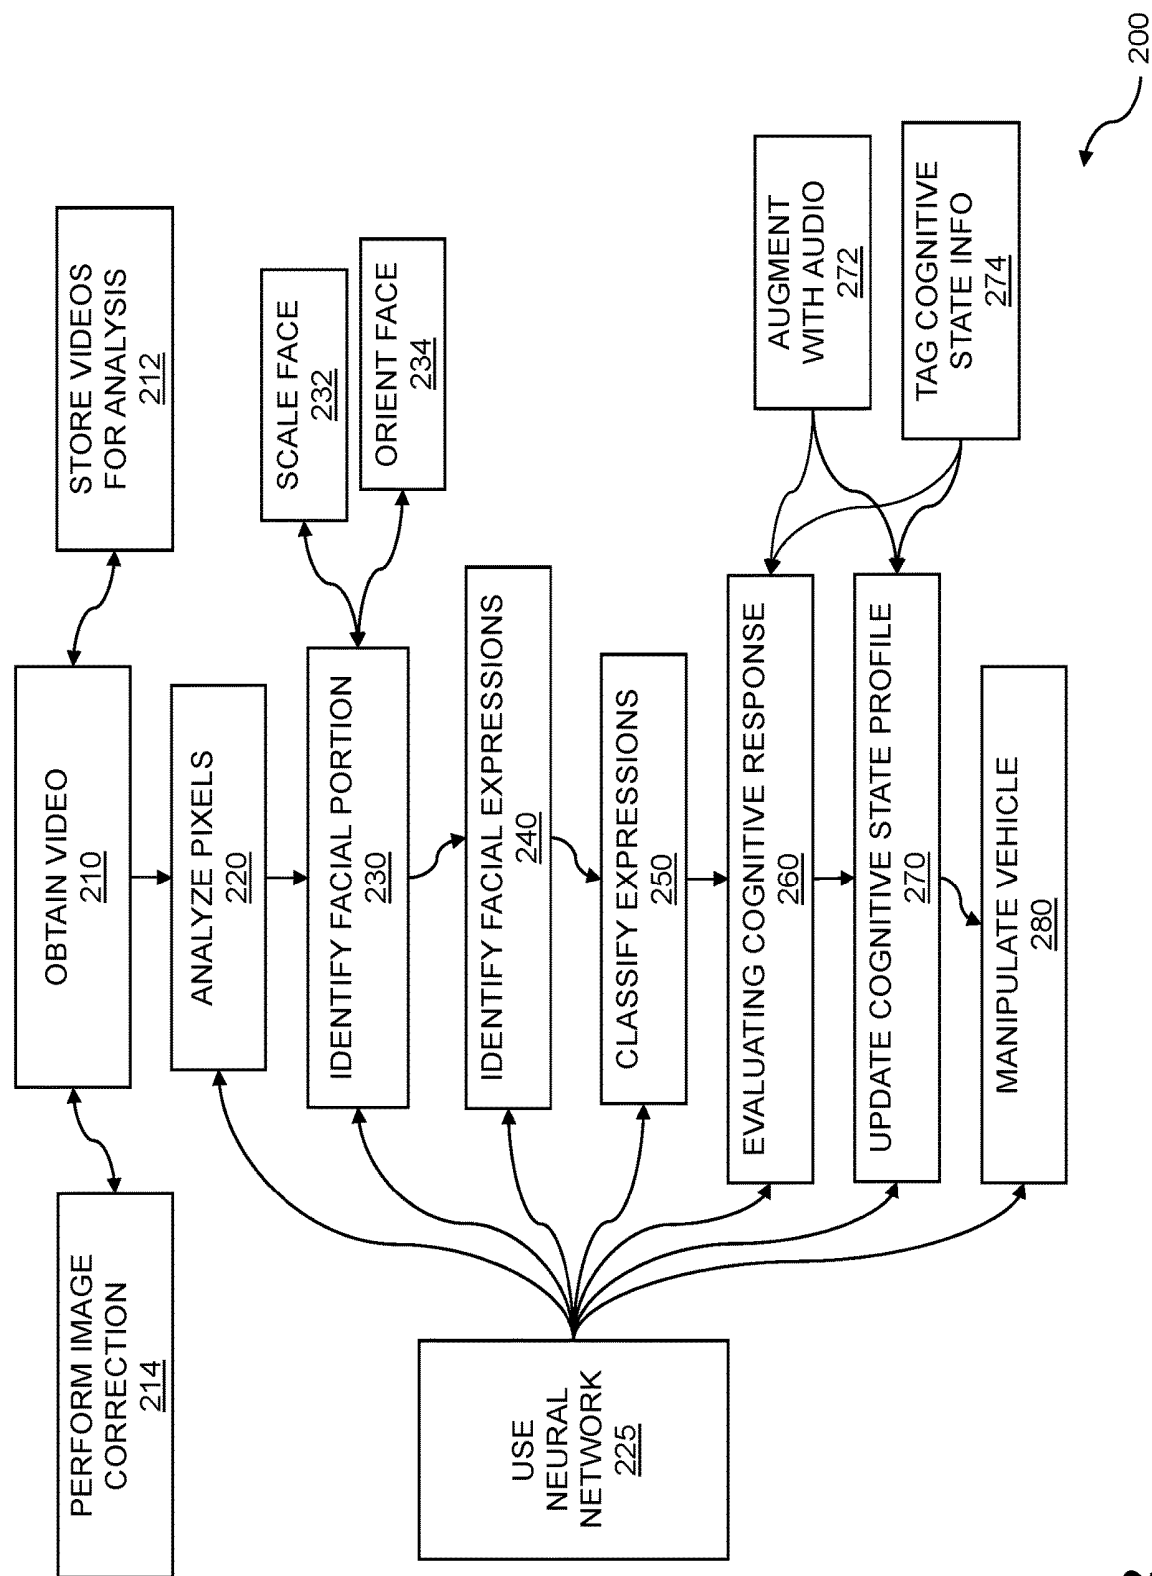 PERFORM IMAGE
CORRECTION
214
OBTAIN VIDEO
210
STORE VIDEOS
FOR ANALYSIS
212
ANALYZE PIXELS
220
USE
NEURAL
NETWORK
225
IDENTIFY FACIAL PORTION
230
SCALE FACE
232
ORIENT FACE
234
IDENTIFY FACIAL EXPRESSIONS
240
CLASSIFY EXPRESSIONS
250
EVALUATING COGNITIVE RESPONSE
260
AUGMENT
WITH AUDIO
272
UPDATE COGNITIVE STATE PROFILE
270
TAG COGNITIVE
STATE INFO
274
MANIPULATE VEHICLE
280
200